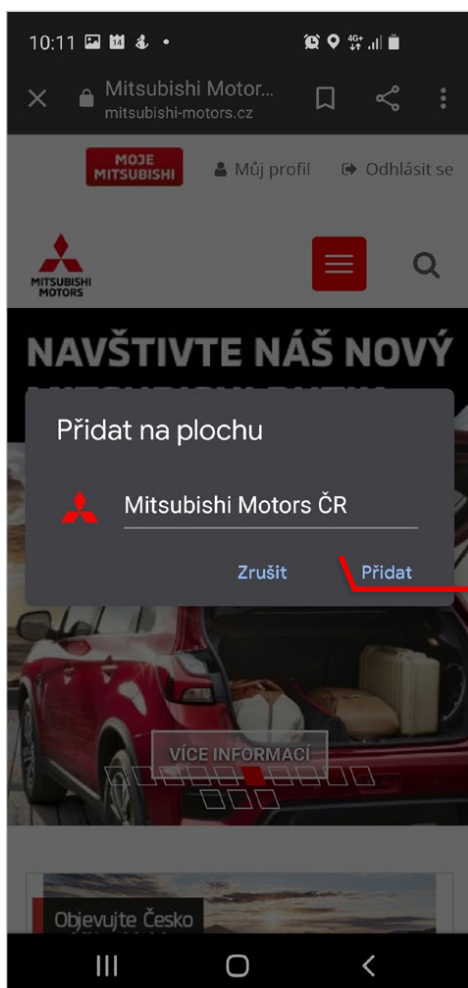 10:11
4G+
Mitsubishi Motor...
mitsubishi-motors.cz
MOJE
MITSUBISHI
Můj profil
Odhlásit se
MITSUBISHI
MOTORS
NAVŠTIVTE NÁŠ NOVÝ
Přidat na plochu
Mitsubishi Motors ČR
Zrušit
Přidat
VÍCE INFORMACÍ
Objevujte Česko